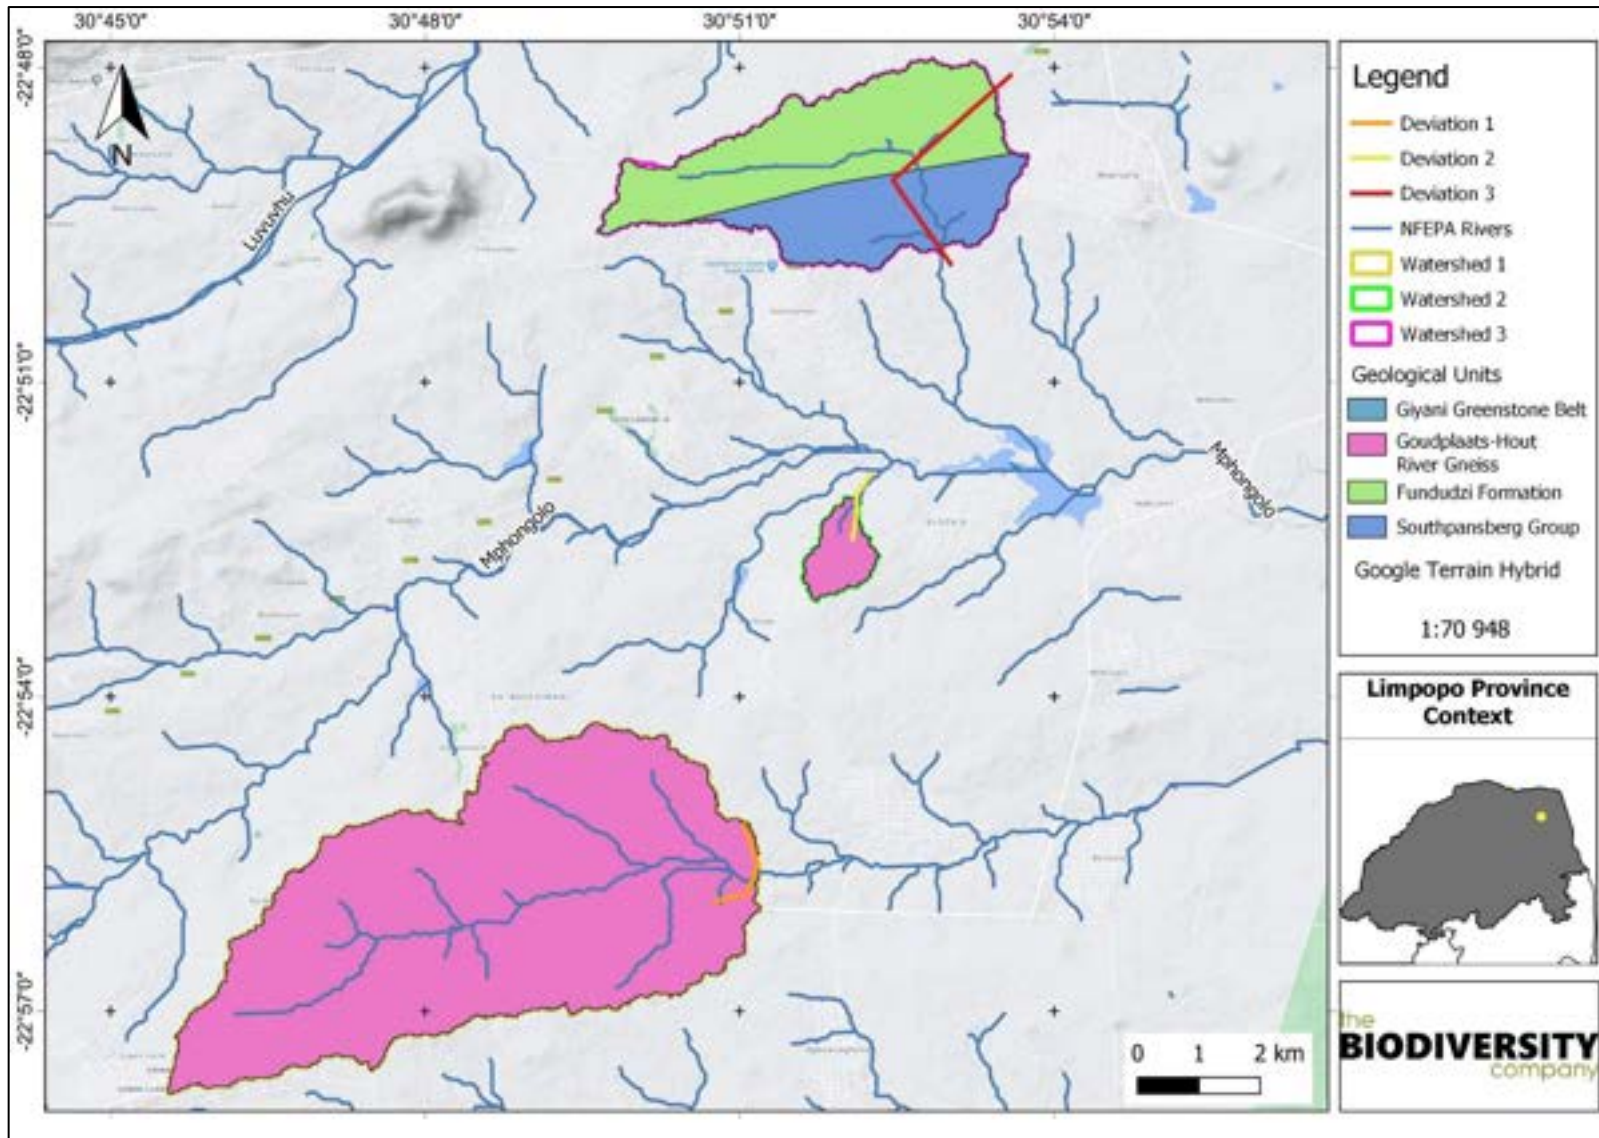 30°45'0"
30°48'0"
30°51'0"
30°54'0"
-22°48'0"
-22°51'0"
-22°54'0"
-22°57'0"
N
Luvuvhu
Mphongolo
Mphongolo
0 1 2 km
Legend
Deviation 1
Deviation 2
Deviation 3
NFEPA Rivers
Watershed 1
Watershed 2
Watershed 3
Geological Units
Giyani Greenstone Belt
Goudplaats-Hout
River Gneiss
Fundudzi Formation
Southpansberg Group
Google Terrain Hybrid
1:70 948
Limpopo Province
Context
the
BIODIVERSITY
company